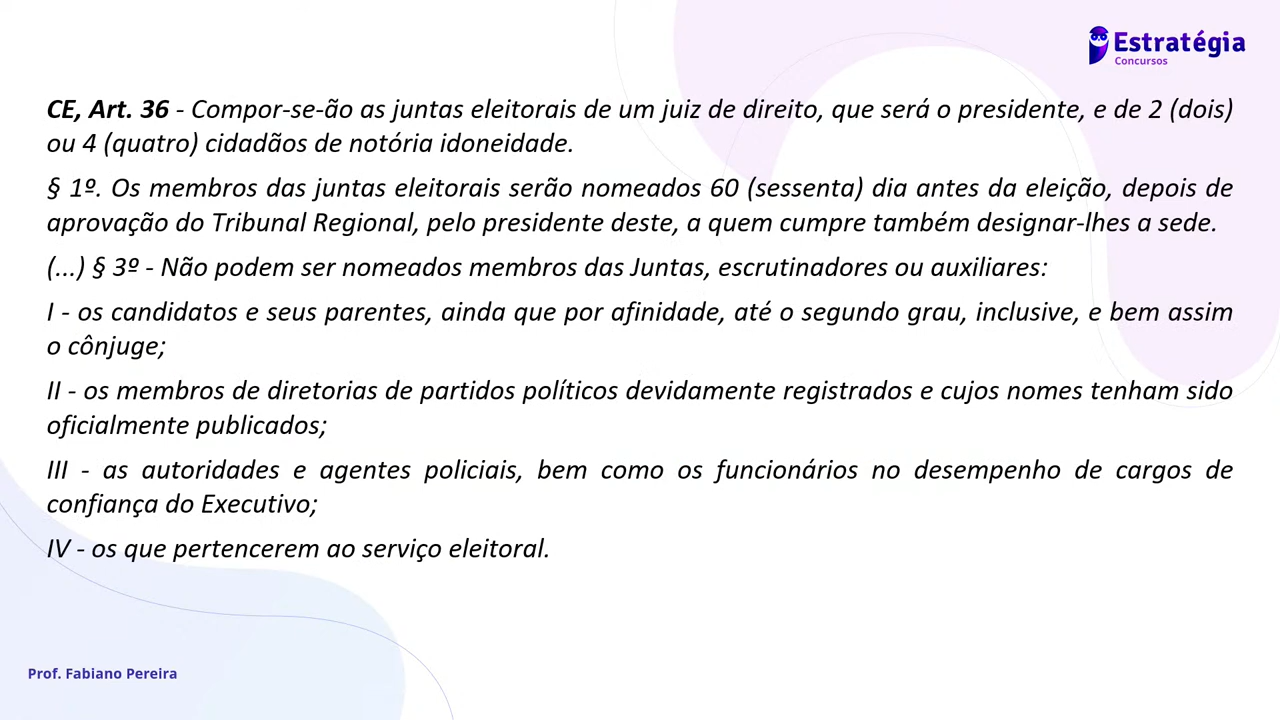 Estratégia
Concursos
CE, Art. 36 - Compor-se-ão as juntas eleitorais de um juiz de direito, que será o presidente, e de 2 (dois)
ou 4 (quatro) cidadãos de notória idoneidade.
§ 1º. Os membros das juntas eleitorais serão nomeados 60 (sessenta) dia antes da eleição, depois de
aprovação do Tribunal Regional, pelo presidente deste, a quem cumpre também designar-lhes a sede.
(...) § 3º - Não podem ser nomeados membros das Juntas, escrutinadores ou auxiliares:
I - os candidatos e seus parentes, ainda que por afinidade, até o segundo grau, inclusive, e bem assim
o cônjuge;
II - os membros de diretorias de partidos políticos devidamente registrados e cujos nomes tenham sido
oficialmente publicados;
III - as autoridades e agentes policiais, bem como os funcionários no desempenho de cargos de
confiança do Executivo;
IV - os que pertencerem ao serviço eleitoral.
Prof. Fabiano Pereira